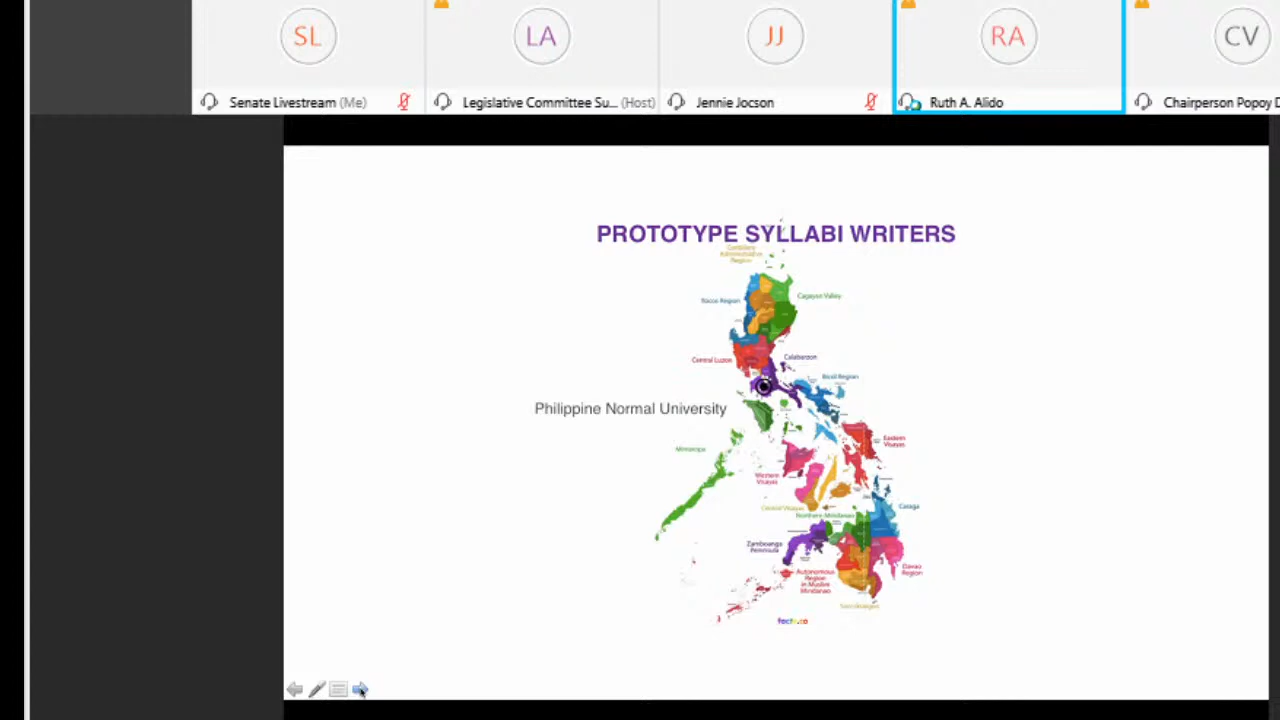 SL
LA
JJ
RA
CV
Senate Livestream (Me)
Legislative Committee Su... (Host)
Jennie Jocson
Ruth A. Alido
Chairperson Popoy D
PROTOTYPE SYLLABI WRITERS
Cordillera
Administrative
Region
Ilocos Region
Cagayan Valley
Central Luzon
Calabarzon
Bicol Region
Philippine Normal University
Mimaropa
Eastern
Visayas
Western
Visayas
Central Visayas
Caraga
Northern Mindanao
Zamboanga
Peninsula
Davao
Region
Autonomous
Region
in Muslim
Mindanao